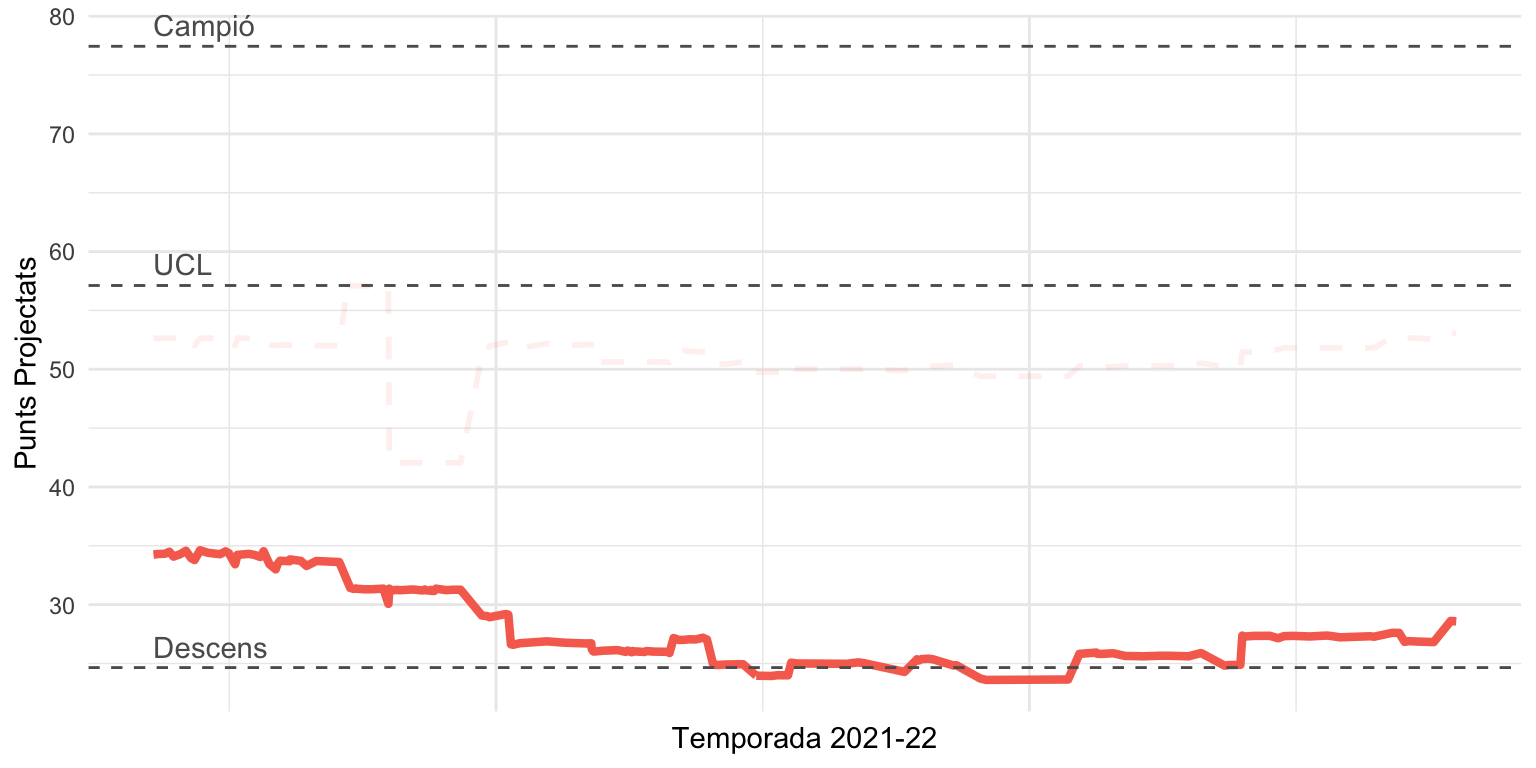 80
Campió
70
60
UCL
50
40
30
Descens
Punts Projectats
Temporada 2021-22